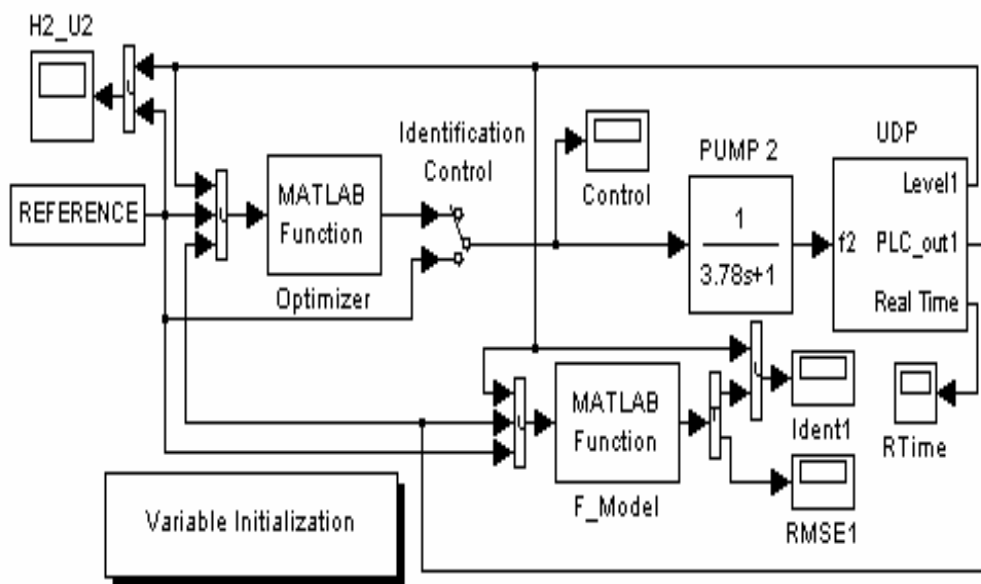 H2_U2
Identification
Control
UDP
PUMP 2
Control
Level1
REFERENCE
MATLAB
Function
1
3.78s+1
f2
PLC_out1
Optimizer
Real Time
MATLAB
Function
Ident1
RTime
F_Model
RMSE1
Variable Initialization